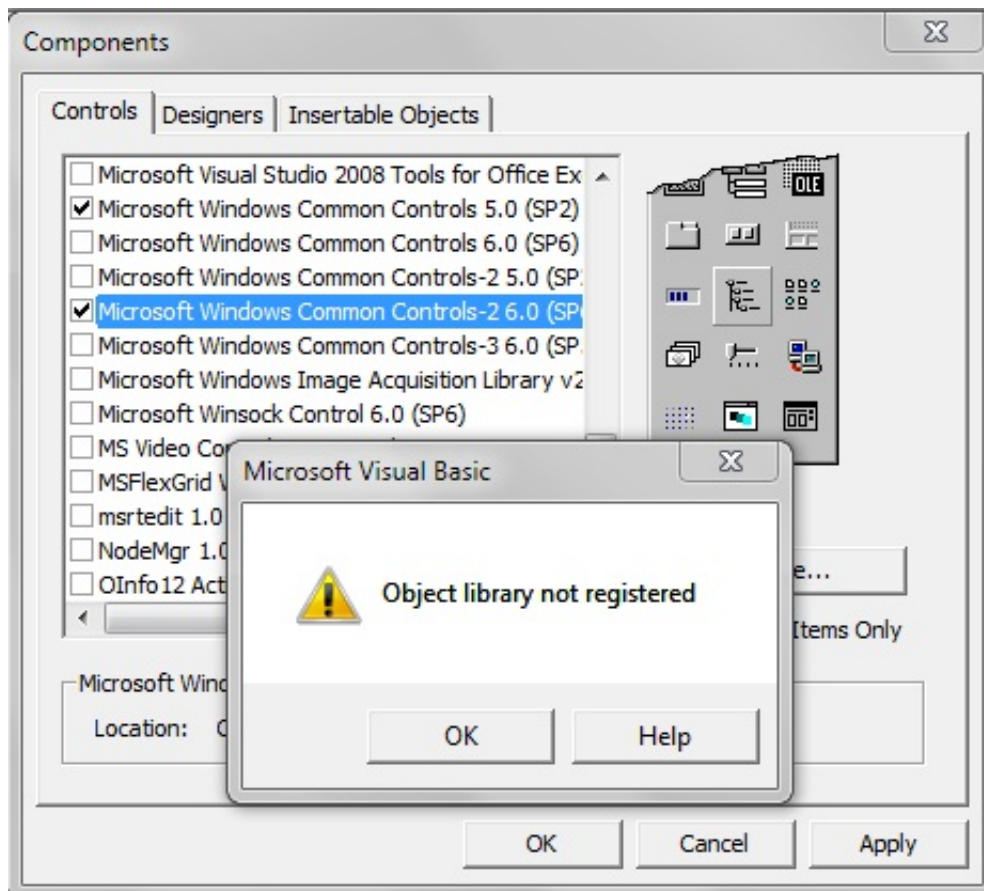 Components
Controls
Designers
Insertable Objects
Microsoft Visual Studio 2008 Tools for Office Ex
Microsoft Windows Common Controls 5.0 (SP2)
Microsoft Windows Common Controls 6.0 (SP6)
Microsoft Windows Common Controls-2 5.0 (SP
Microsoft Windows Common Controls-2 6.0 (SP
Microsoft Windows Common Controls-3 6.0 (SP
Microsoft Windows Image Acquisition Library v2
Microsoft Winsock Control 6.0 (SP6)
MS Video Co
MSFlexGrid
msrtedit 1.0
NodeMgr 1.0
OInfo12 Act
OLE
Microsoft Visual Basic
Object library not registered
OK
Help
e...
Items Only
Microsoft Wind
Location: C
OK
Cancel
Apply